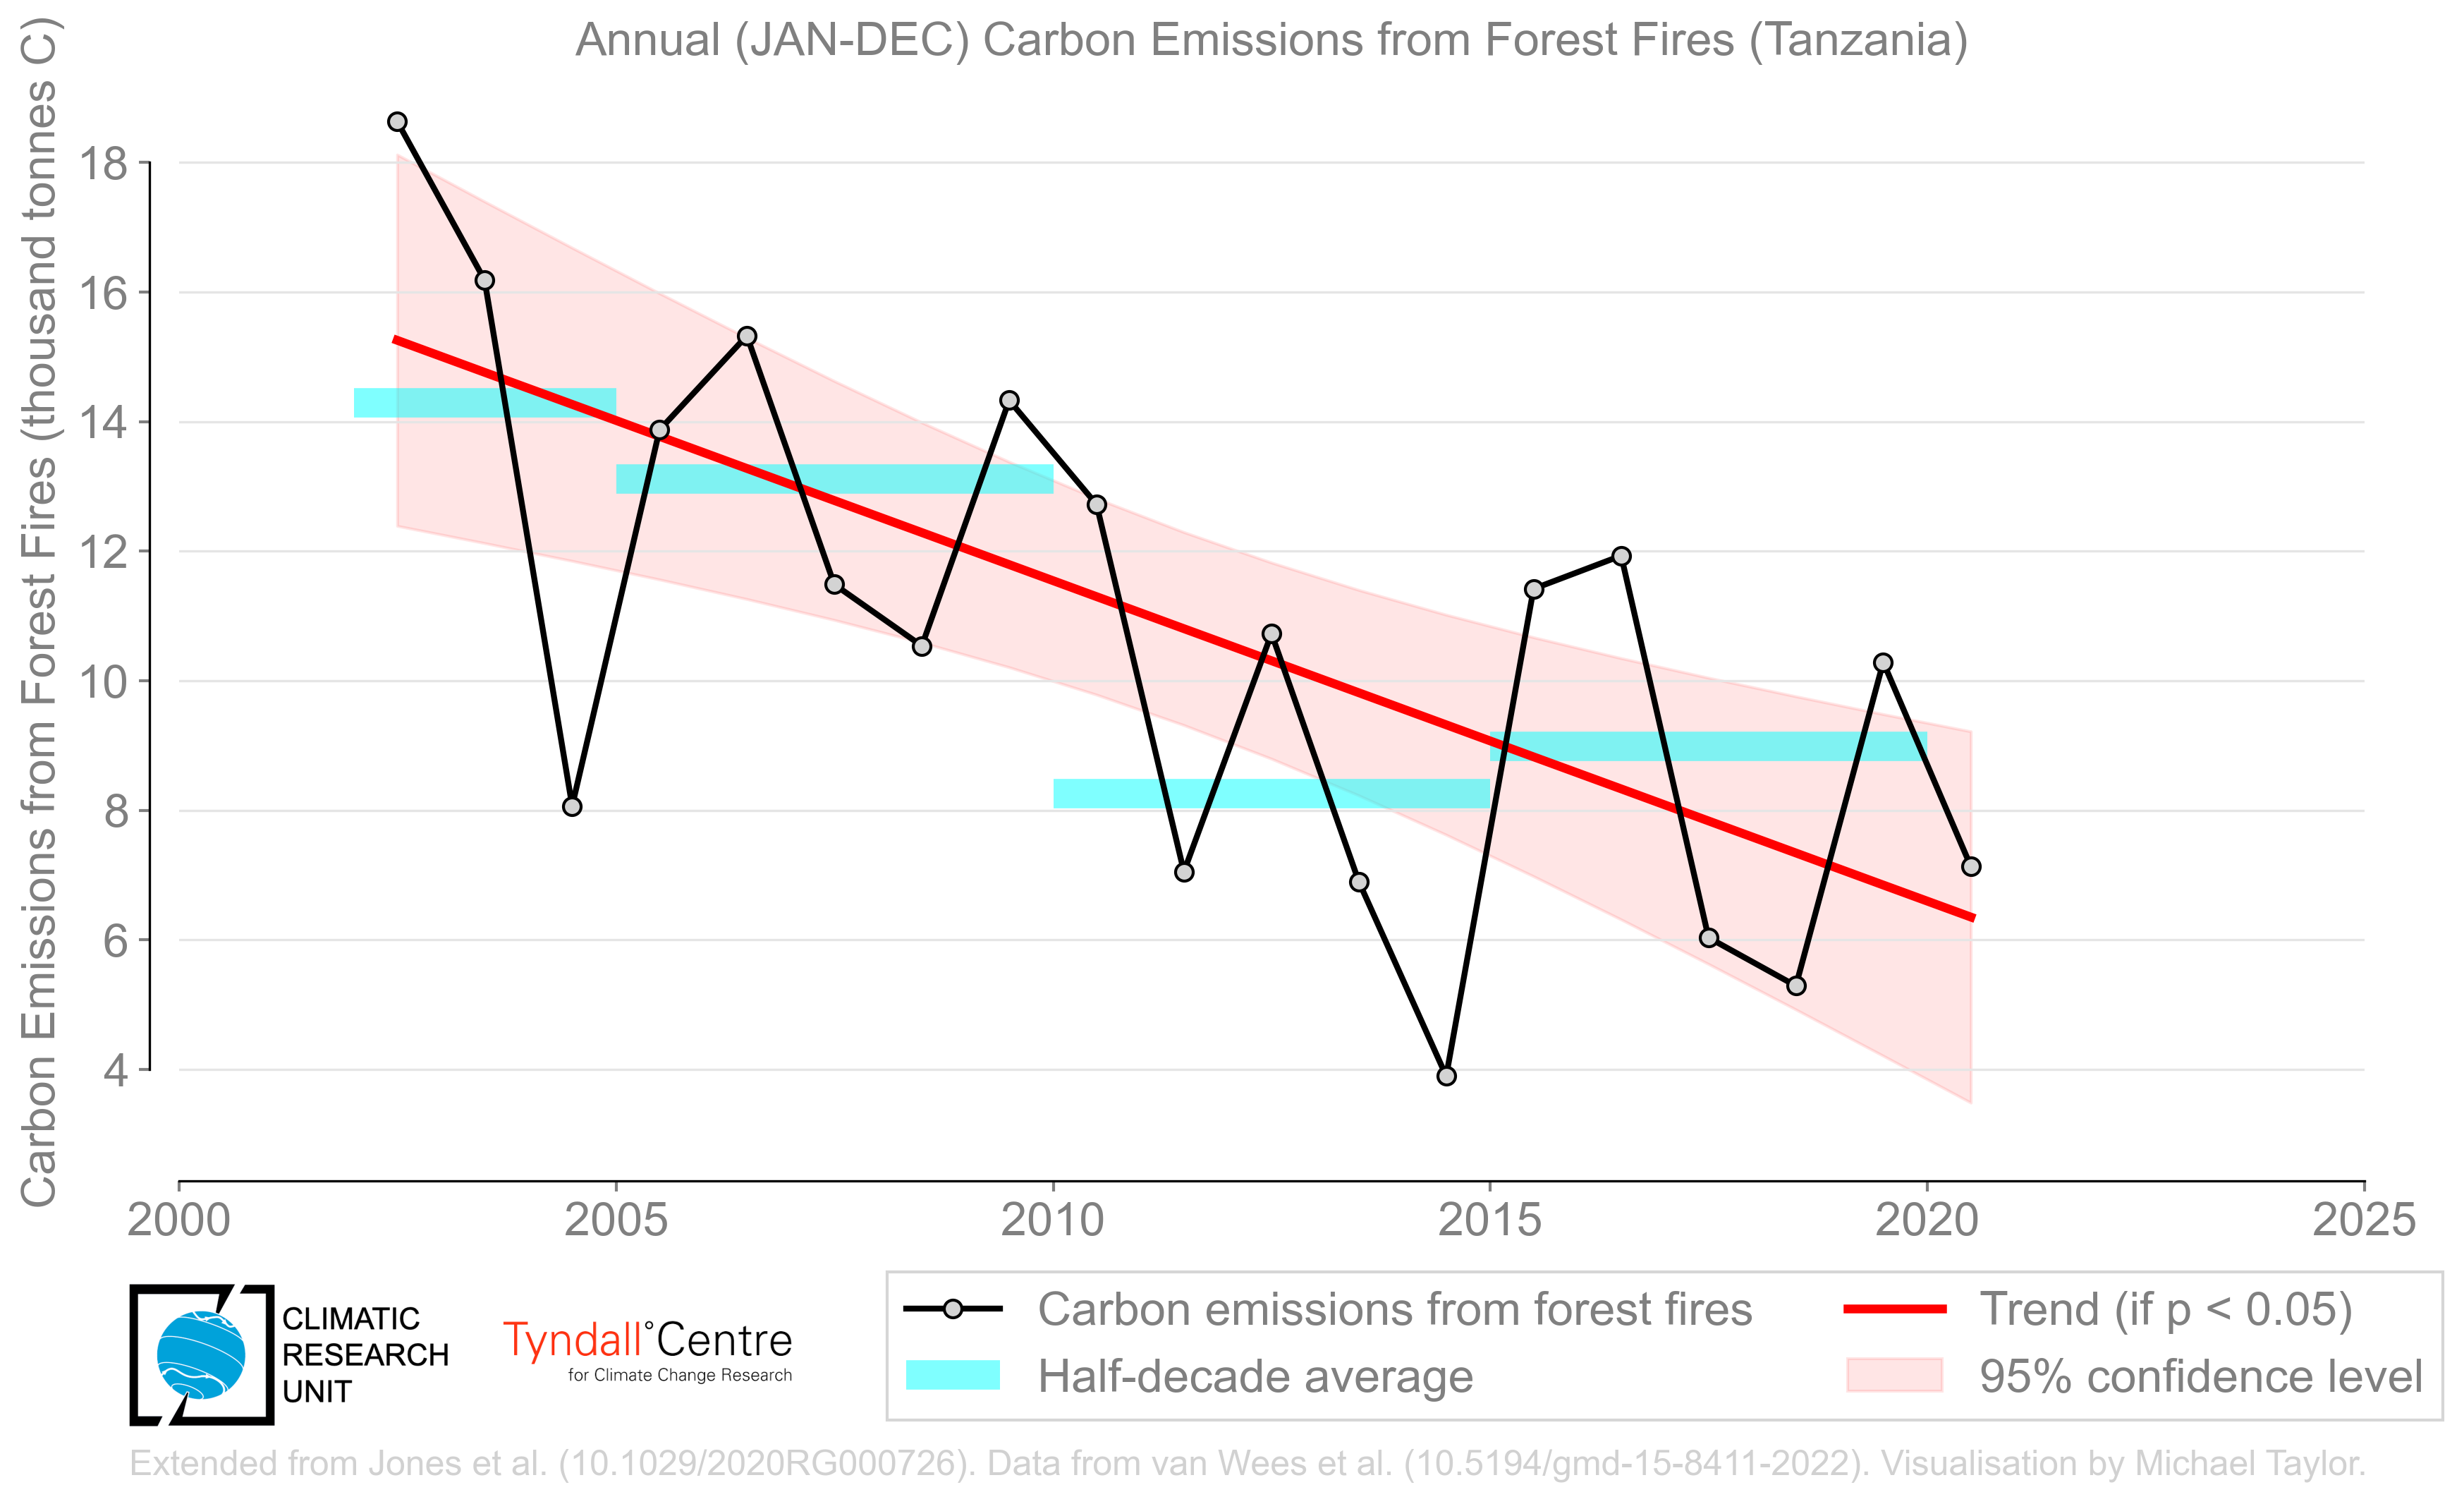 Annual (JAN-DEC) Carbon Emissions from Forest Fires (Tanzania)
Carbon Emissions from Forest Fires (thousand tonnes C)
18
16
14
12
10
8
6
4
2000
2005
2010
2015
2020
2025
CLIMATIC
RESEARCH
UNIT
Tyndall°Centre
for Climate Change Research
Carbon emissions from forest fires
Half-decade average
Trend (if p < 0.05)
95% confidence level
Extended from Jones et al. (10.1029/2020RG000726). Data from van Wees et al. (10.5194/gmd-15-8411-2022). Visualisation by Michael Taylor.